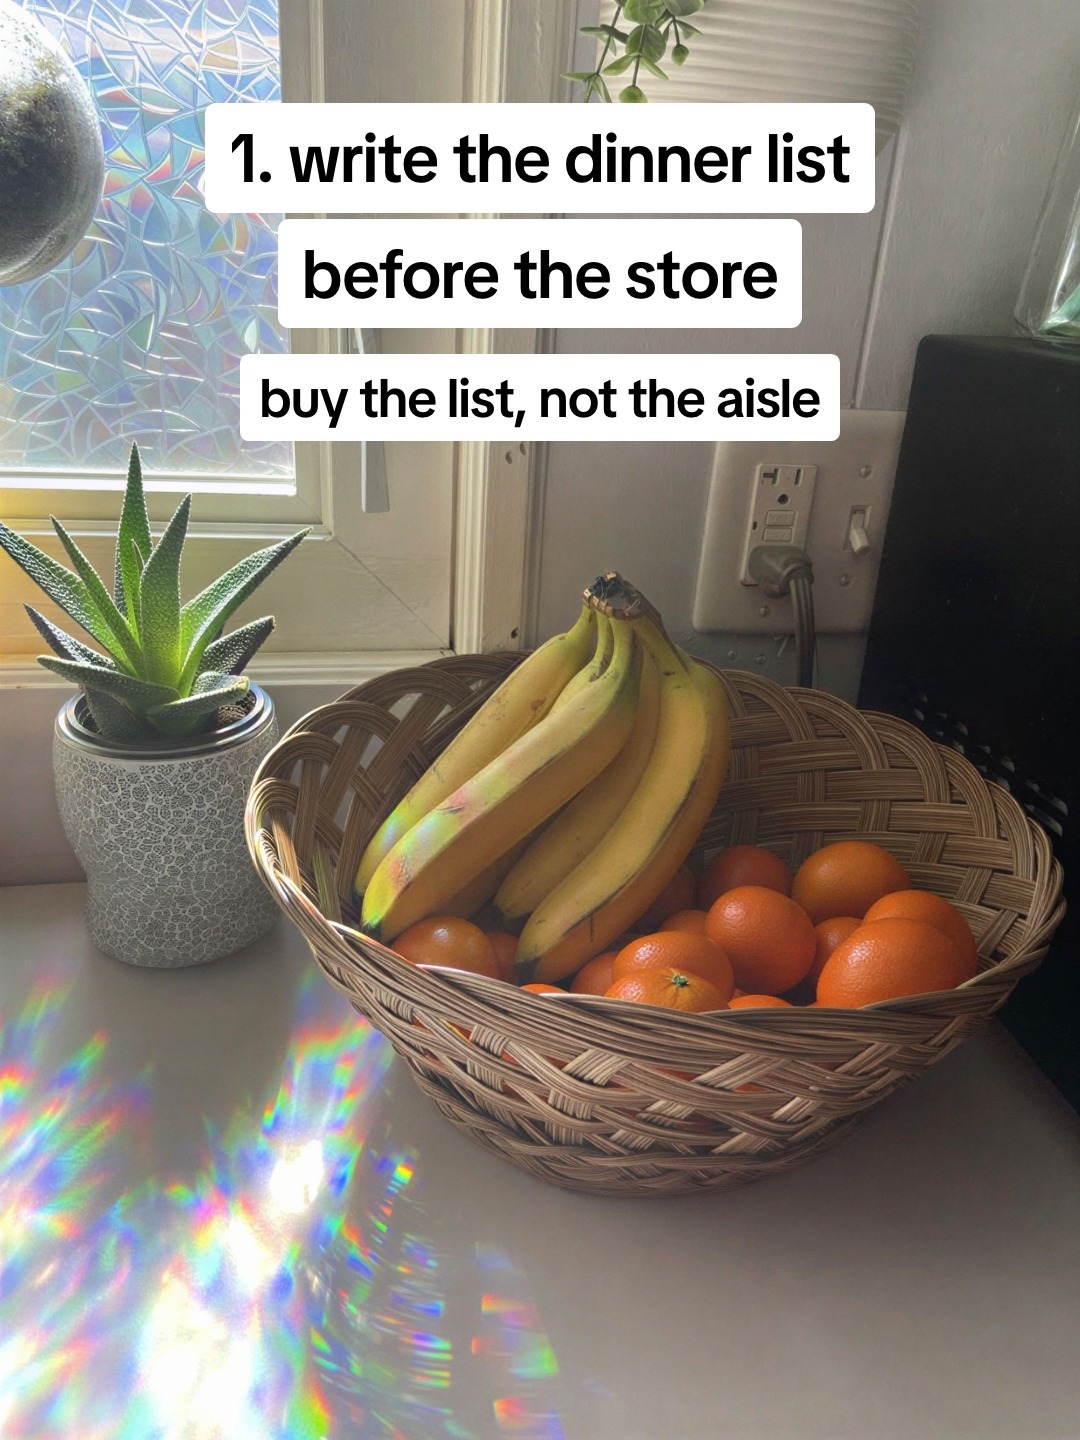 1. write the dinner list
before the store
buy the list, not the aisle